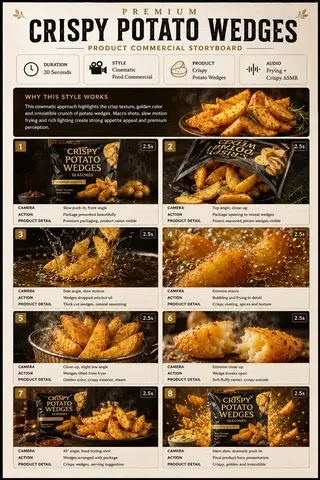 PREMIUM
CRISPY POTATO WEDGES
PRODUCT COMMERCIAL STORYBOARD
DURATION
20 Seconds
STYLE
Cinematic
Food Commercial
PRODUCT
Crispy
Potato Wedges
AUDIO
Frying +
Crispy ASMR
WHY THIS STYLE WORKS
This cinematic approach highlights the crisp texture, golden color
and irresistible crunch of potato wedges. Macro shots, slow motion
frying and rich lighting create strong appetite appeal and premium
perception.
1
2.5s
CRISPY
POTATO
WEDGES
SEASONED
CAMERA Slow push in, front angle
ACTION Package presented beautifully
PRODUCT DETAIL Premium packaging, product name visible
2
2.5s
CRISPY
POTATO
WEDGES
CAMERA Top angle, close-up
ACTION Package opening to reveal wedges
PRODUCT DETAIL Frozen seasoned potato wedges visible
3
2.5s
CAMERA Side angle, slow motion
ACTION Wedges dropped into hot oil
PRODUCT DETAIL Thick cut wedges, natural seasoning
4
2.5s
CAMERA Extreme macro
ACTION Bubbling and frying in detail
PRODUCT DETAIL Crispy coating, spices and texture
5
2.5s
CAMERA Close-up, slight low angle
ACTION Wedges lifted from fryer
PRODUCT DETAIL Golden color, crispy exterior, steam
6
2.5s
CAMERA Extreme close-up
ACTION Wedge breaks open
PRODUCT DETAIL Soft fluffy center, crispy outside
7
2.5s
CRISPY
POTATO
WEDGES
CAMERA 45° angle, food styling shot
ACTION Wedges arranged with package
PRODUCT DETAIL Crispy wedges, serving suggestion
8
2.5s
CRISPY
POTATO
WEDGES
SEASONED
CAMERA Hero shot, dramatic push in
ACTION Final product hero presentation
PRODUCT DETAIL Crispy, golden and irresistible